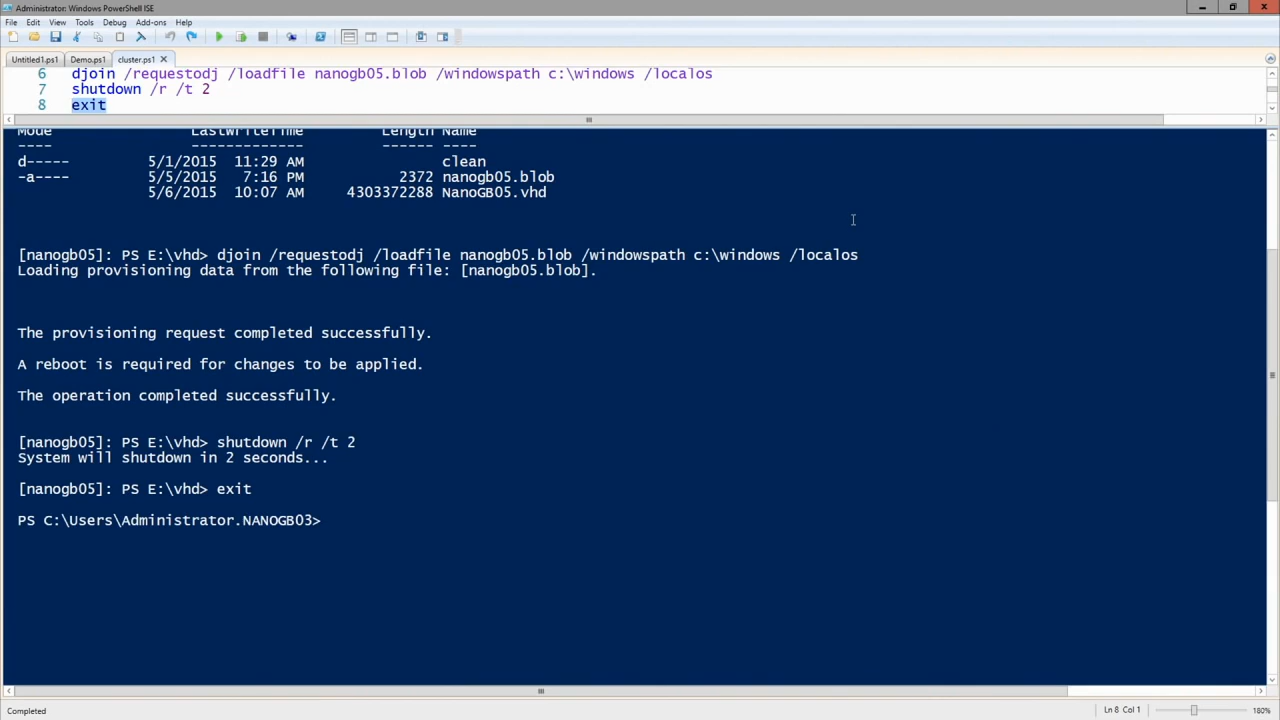 Administrator: Windows PowerShell ISE
File Edit View Tools Debug Add-ons Help
Untitled1.ps1 Demo.ps1 cluster.ps1
6 djoin /requestodj /loadfile nanogb05.blob /windowspath c:\windows /localos
7 shutdown /r /t 2
8 exit
Mode LastWriteTime Length Name
---- ------------- ------ ----
d----- 5/1/2015 11:29 AM clean
-a---- 5/5/2015 7:16 PM 2372 nanogb05.blob
5/6/2015 10:07 AM 4303372288 NanoGB05.vhd
[nanogb05]: PS E:\vhd> djoin /requestodj /loadfile nanogb05.blob /windowspath c:\windows /localos
Loading provisioning data from the following file: [nanogb05.blob].
The provisioning request completed successfully.
A reboot is required for changes to be applied.
The operation completed successfully.
[nanogb05]: PS E:\vhd> shutdown /r /t 2
System will shutdown in 2 seconds...
[nanogb05]: PS E:\vhd> exit
PS C:\Users\Administrator.NANOGB03>
Completed Ln 8 Col 1 180%